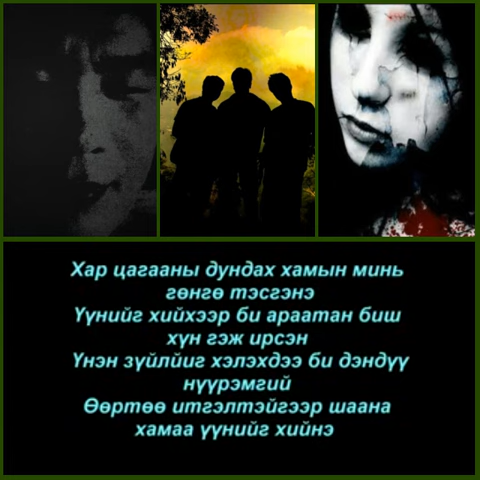 Хар цагааны дундах хамын минь
гөнгө тэсгэнэ
Үүнийг хийхээр би араатан биш
хүн гэж ирсэн
Үнэн зүйлйиг хэлэхдээ би дэндүү
нүүрэмгий
Өөртөө итгэлтэйгээр шаана
хамаа үүнийг хийнэ